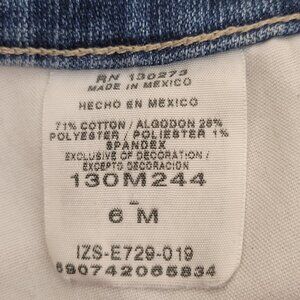 RN 130273
MADE IN MEXICO
HECHO EN MEXICO
71% COTTON / ALGODON 28%
POLYESTER / POLIESTER 1%
SPANDEX
EXCLUSIVE OF DECORATION /
EXCEPTO DECORACION
130M244
6 M
IZS-E729-019
690742065834